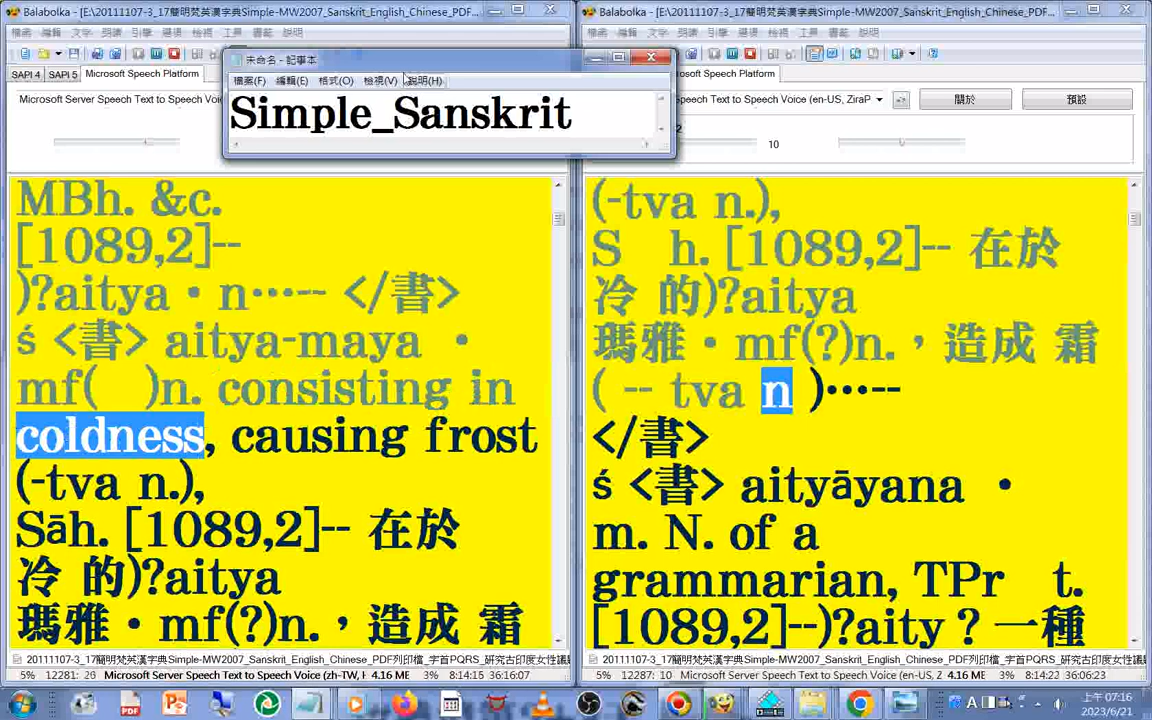 Balabolka - [E:\20111107-3_17簡明梵英漢字典Simple-MW2007_Sanskrit_English_Chinese_PDF...
Balabolka - [E:\20111107-3_17簡明梵英漢字典Simple-MW2007_Sanskrit_English_Chinese_PDF...
未命名 - 記事本
檔案(F) 編輯(E) 格式(O) 檢視(V) 說明(H)
Simple_Sanskrit
SAPI 4 SAPI 5 Microsoft Speech Platform
Microsoft Server Speech Text to Speech Voi
Speech Platform
Speech Text to Speech Voice (en-US, ZiraP
關於
預設
10
MBh. &c.
[1089,2]--
)?aitya‧n…-- </書>
ś <書> aitya-maya ‧
mf( )n. consisting in
coldness, causing frost
(-tva n.),
Sāh. [1089,2]-- 在於
冷 的)?aitya
瑪雅‧mf(?)n.，造成 霜
(-tva n.),
S h. [1089,2]-- 在於
冷 的)?aitya
瑪雅‧mf(?)n.，造成 霜
( -- tva n )…--
</書>
ś <書> aityāyana ‧
m. N. of a
grammarian, TPr t.
[1089,2]--)?aity ? 一種
20111107-3_17簡明梵英漢字典Simple-MW2007_Sanskrit_English_Chinese_PDF列印檔_字首PQRS_研究古印度女性議
20111107-3_17簡明梵英漢字典Simple-MW2007_Sanskrit_English_Chinese_PDF列印檔_字首PQRS_研究古印度女性
5% 12281: 20 Microsoft Server Speech Text to Speech Voice (zh-TW, H 4.16 MB 3% 8:14:15 36:16:07
5% 12287: 10 Microsoft Server Speech Text to Speech Voice (en-US, 4.16 MB 3% 8:14:22 36:06:23
上午 07:16
2023/6/21